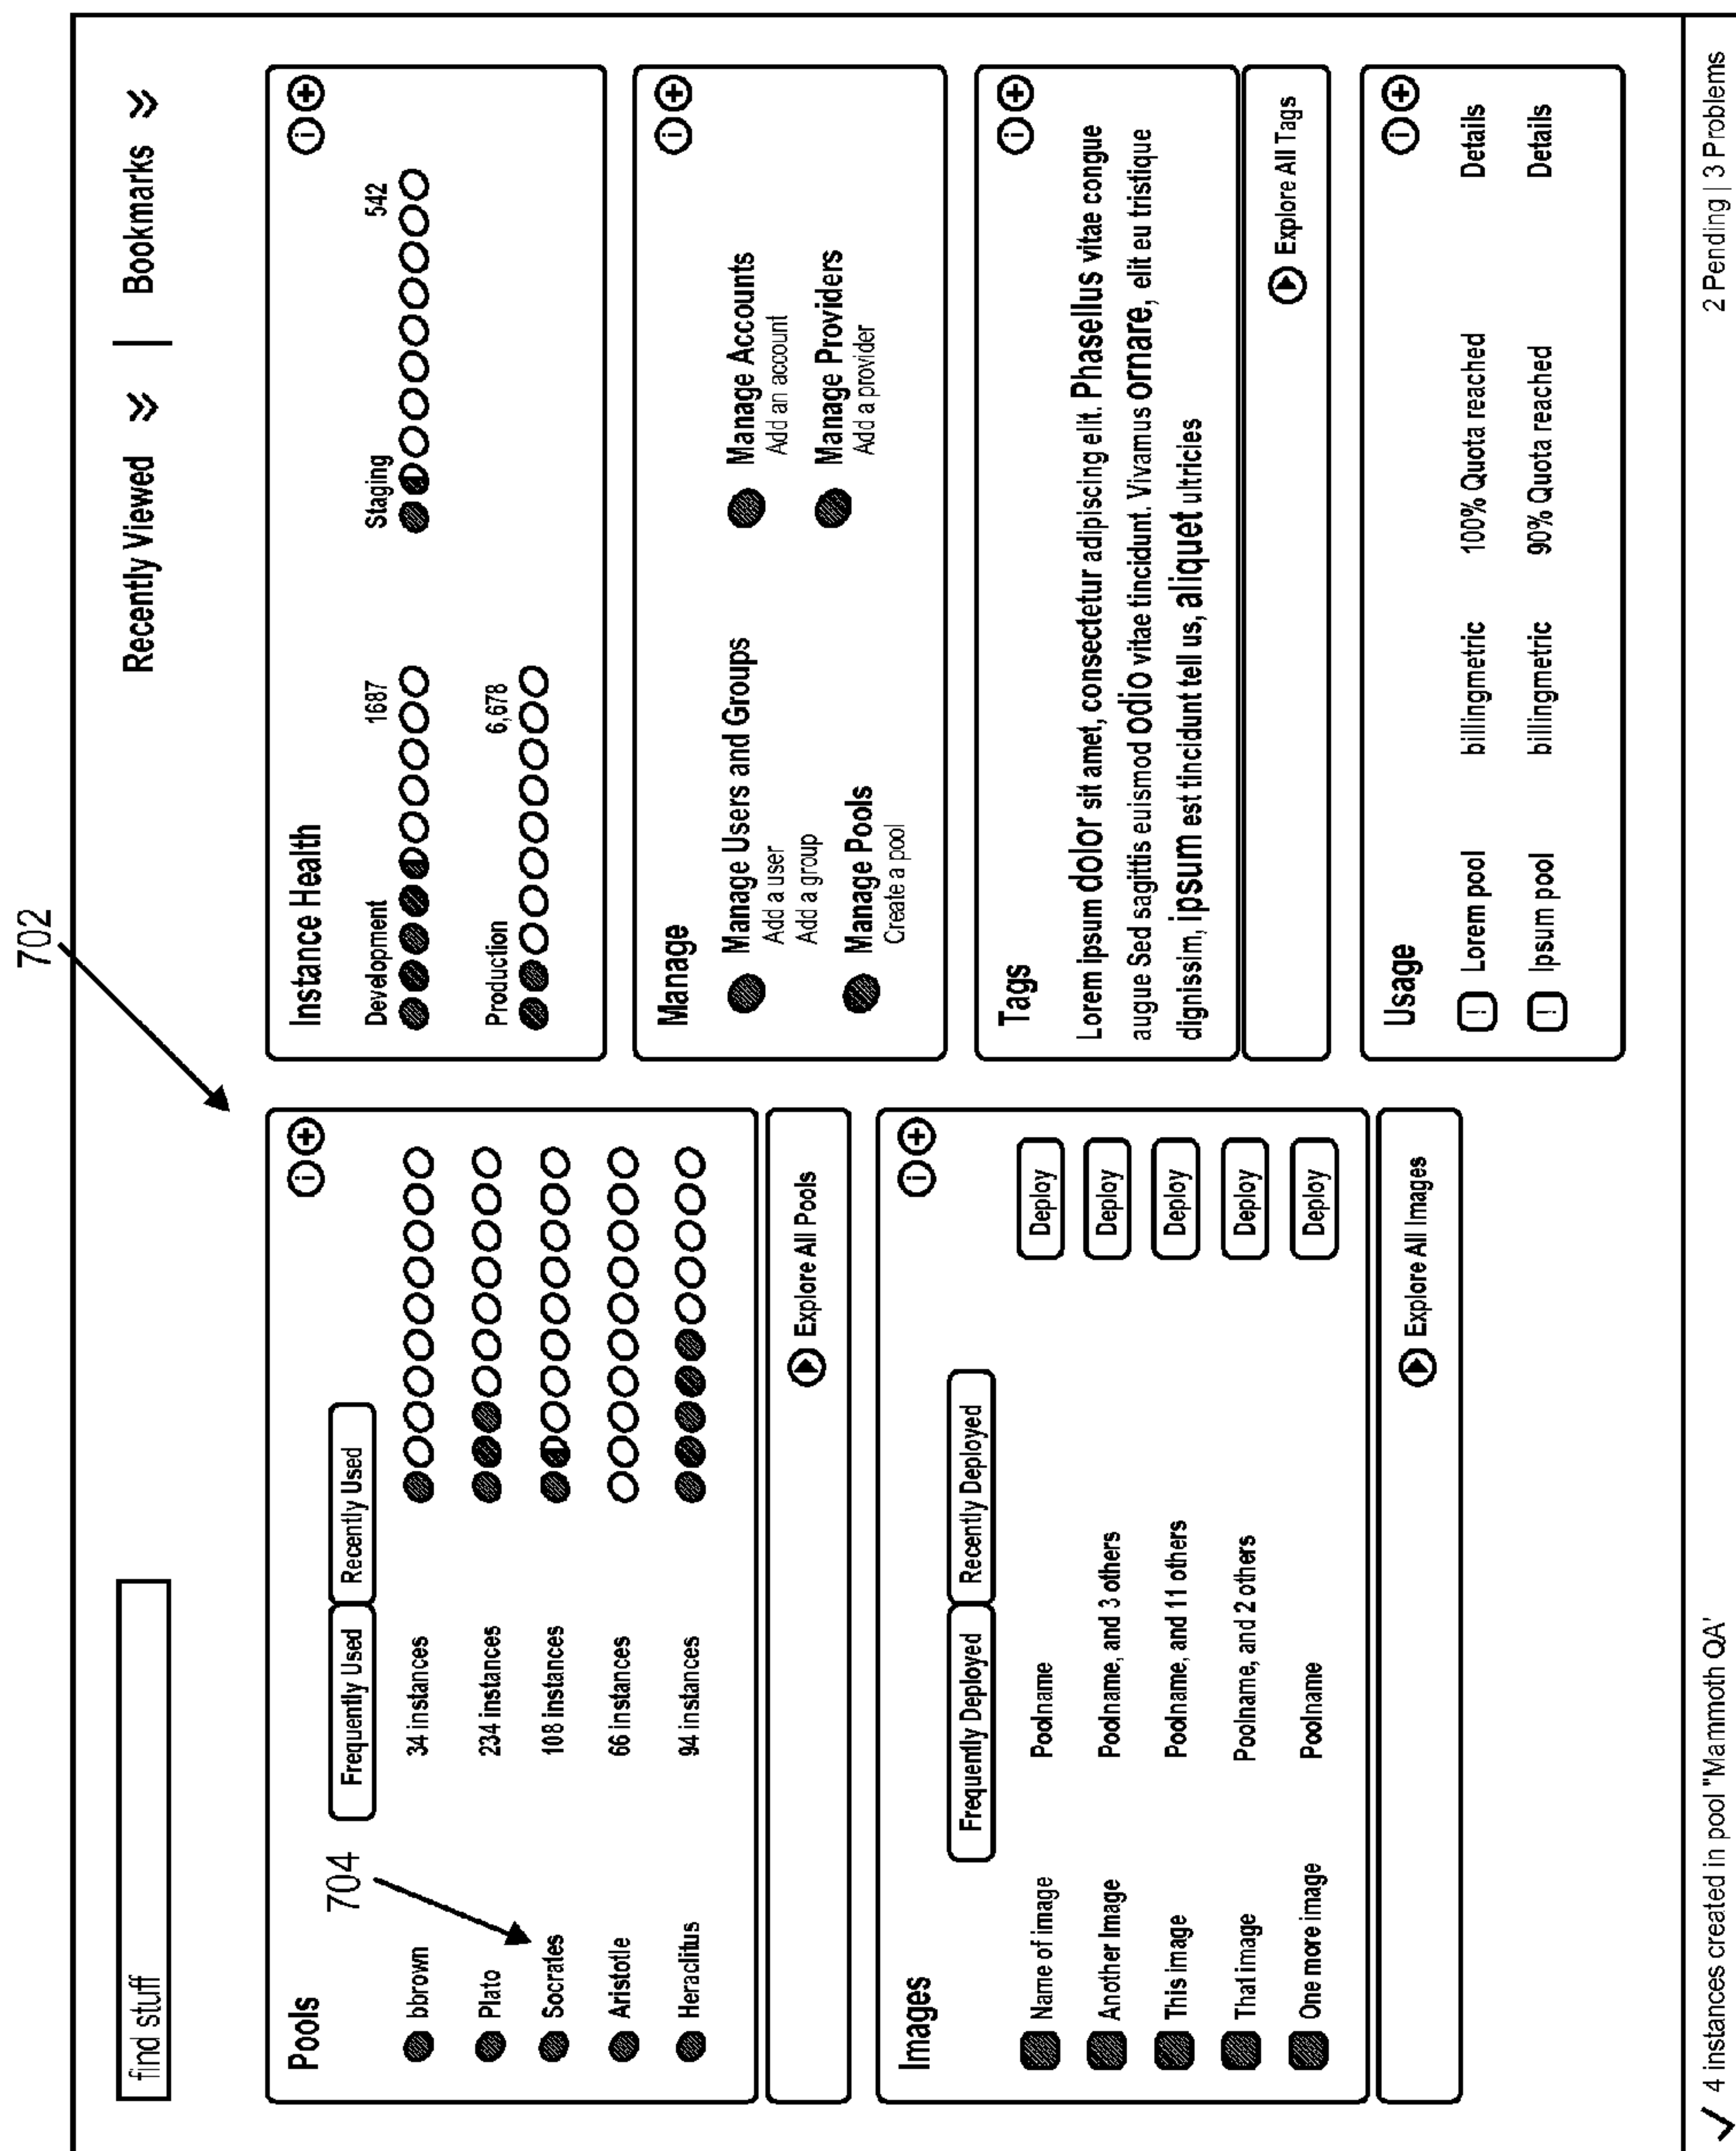 702
find stuff
Recently Viewed | Bookmarks
Pools
i +
704
Frequently Used Recently Used
bbrown 34 instances
Plato 234 instances
Socrates 108 instances
Aristotle 66 instances
Heraclitus 94 instances
Explore All Pools
Images
i +
Frequently Deployed Recently Deployed
Name of image Poolname Deploy
Another Image Poolname, and 3 others Deploy
This image Poolname, and 11 others Deploy
That image Poolname, and 2 others Deploy
One more image Poolname Deploy
Explore All Images
Instance Health
i +
Development 1687 Staging 542
Production 6,678
Manage
i +
Manage Users and Groups
Add a user
Add a group
Manage Accounts
Add an account
Manage Pools
Create a pool
Manage Providers
Add a provider
Tags
i +
Lorem ipsum dolor sit amet, consectetur adipiscing elit. Phasellus vitae congue
augue Sed sagittis euismod odio vitae tincidunt. Vivamus ornare, elit eu tristique
dignissim, ipsum est tincidunt tell us, aliquet ultricies
Explore All Tags
Usage
i +
! Lorem pool billingmetric 100% Quota reached Details
! Ipsum pool billingmetric 90% Quota reached Details
✓ 4 instances created in pool "Mammoth QA' 2 Pending | 3 Problems